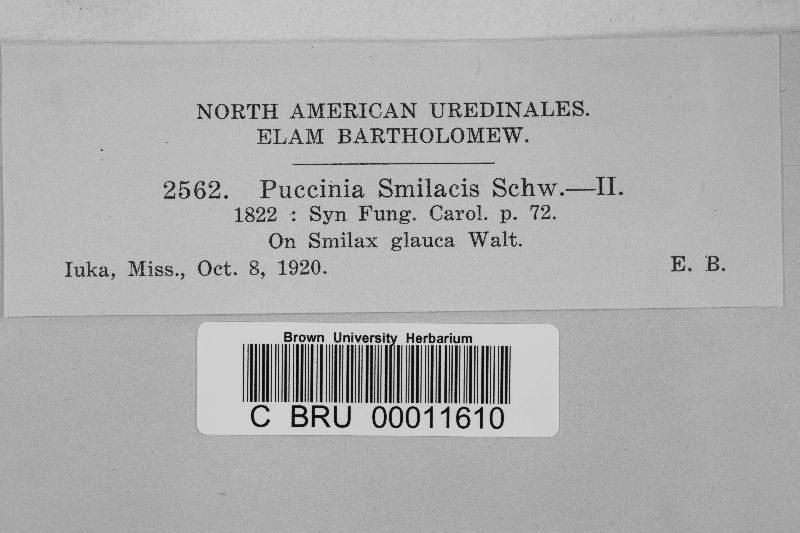 NORTH AMERICAN UREDINALES.
ELAM BARTHOLOMEW.
2562. Puccinia Smilacis Schw.—II.
1822 : Syn Fung. Carol. p. 72.
On Smilax glauca Walt.
Iuka, Miss., Oct. 8, 1920. E. B.
Brown University Herbarium
C BRU 00011610